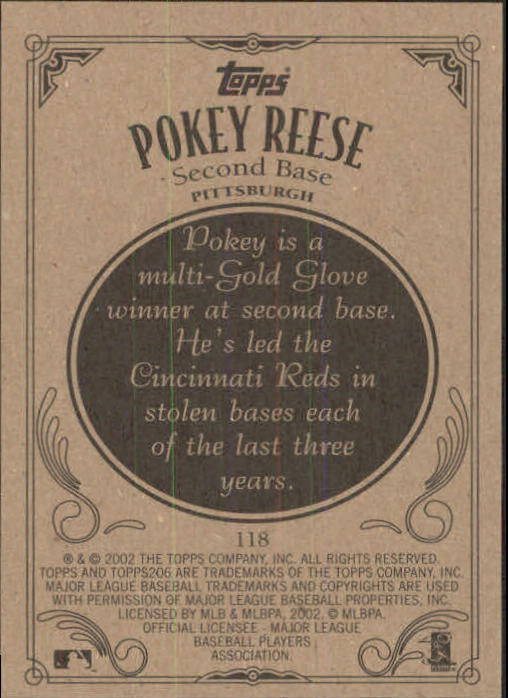 topps®
POKEY REESE
Second Base
PITTSBURGH
Pokey is a
multi-Gold Glove
winner at second base.
He's led the
Cincinnati Reds in
stolen bases each
of the last three
years.
118
® & © 2002 THE TOPPS COMPANY, INC. ALL RIGHTS RESERVED.
TOPPS AND TOPPS206 ARE TRADEMARKS OF THE TOPPS COMPANY, INC.
MAJOR LEAGUE BASEBALL TRADEMARKS AND COPYRIGHTS ARE USED
WITH PERMISSION OF MAJOR LEAGUE BASEBALL PROPERTIES, INC.
LICENSED BY MLB & MLBPA, 2002. © MLBPA.
OFFICIAL LICENSEE - MAJOR LEAGUE
BASEBALL PLAYERS
ASSOCIATION.